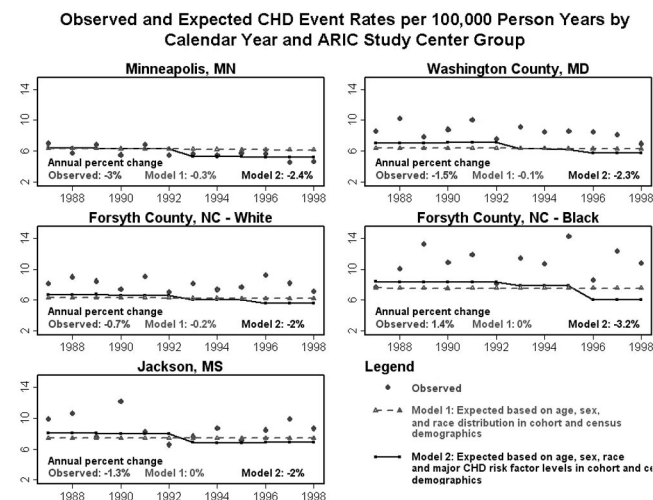 Observed and Expected CHD Event Rates per 100,000 Person Years by
Calendar Year and ARIC Study Center Group
Minneapolis, MN
14
10
6
2
Annual percent change
Observed: -3% Model 1: -0.3% Model 2: -2.4%
1988 1990 1992 1994 1996 1998
Washington County, MD
14
10
6
2
Annual percent change
Observed: -1.5% Model 1: -0.1% Model 2: -2.3%
1988 1990 1992 1994 1996 1998
Forsyth County, NC - White
14
10
6
2
Annual percent change
Observed: -0.7% Model 1: -0.2% Model 2: -2%
1988 1990 1992 1994 1996 1998
Forsyth County, NC - Black
14
10
6
2
Annual percent change
Observed: 1.4% Model 1: 0% Model 2: -3.2%
1988 1990 1992 1994 1996 1998
Jackson, MS
14
10
6
2
Annual percent change
Observed: -1.3% Model 1: 0% Model 2: -2%
1988 1990 1992 1994 1996 1998
Legend
Observed
Model 1: Expected based on age, sex,
and race distribution in cohort and census
demographics
Model 2: Expected based on age, sex, race
and major CHD risk factor levels in cohort and ce
demographics